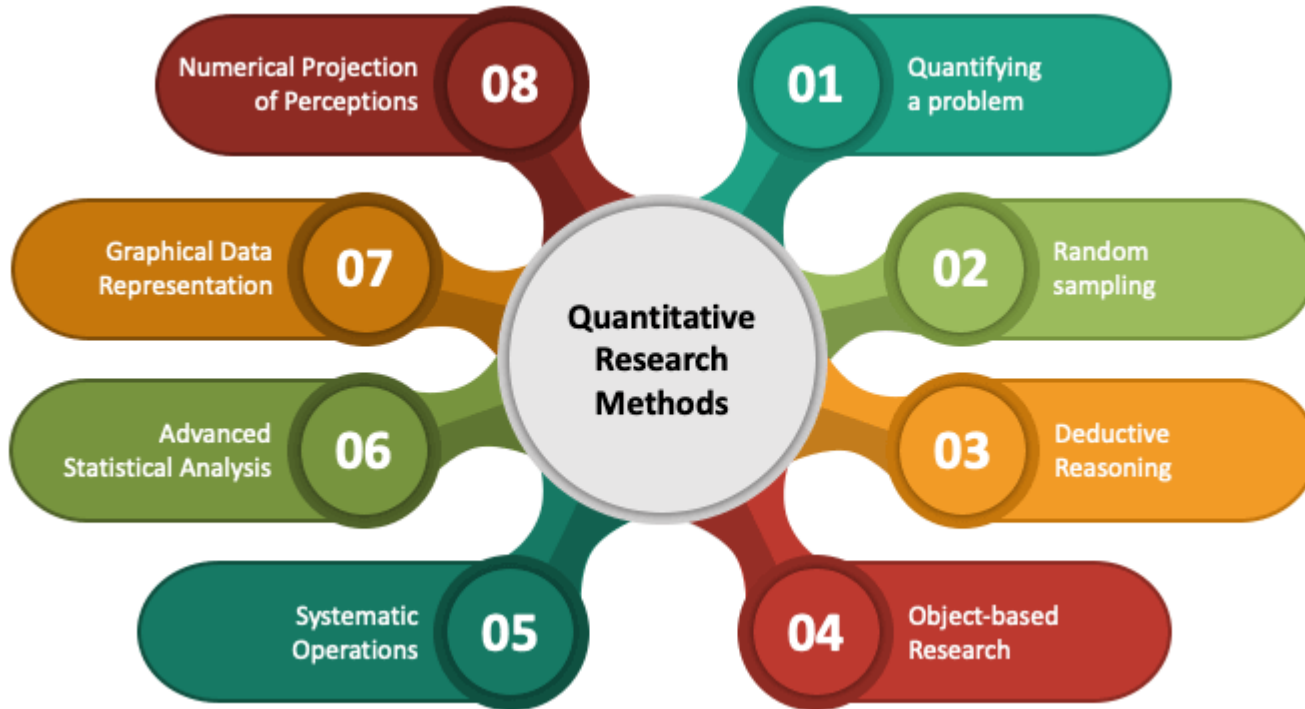 Quantitative
Research
Methods
01
Quantifying
a problem
02
Random
sampling
03
Deductive
Reasoning
04
Object-based
Research
05
Systematic
Operations
06
Advanced
Statistical Analysis
07
Graphical Data
Representation
08
Numerical Projection
of Perceptions